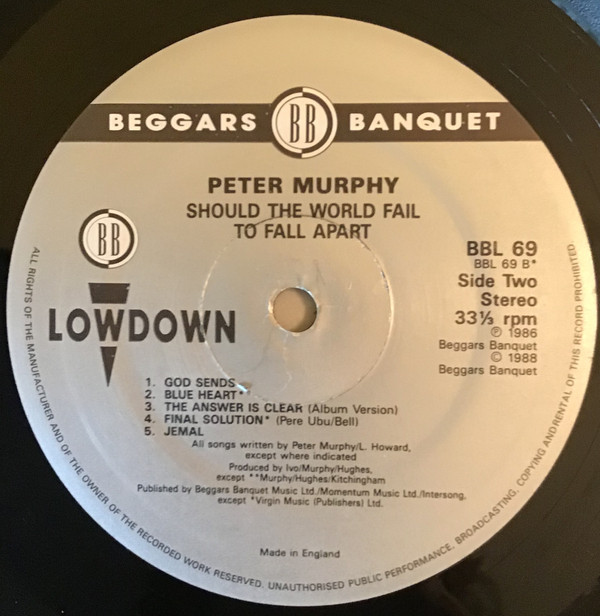 BEGGARS BB BANQUET
PETER MURPHY
SHOULD THE WORLD FAIL
TO FALL APART
BB
LOWDOWN
BBL 69
BBL 69 B*
Side Two
Stereo
33⅓ rpm
℗ 1986
Beggars Banquet
© 1988
Beggars Banquet
1. GOD SENDS
2. BLUE HEART**
3. THE ANSWER IS CLEAR (Album Version)
4. FINAL SOLUTION* (Pere Ubu/Bell)
5. JEMAL
All songs written by Peter Murphy/L. Howard,
except where indicated
Produced by Ivo/Murphy/Hughes,
except **Murphy/Hughes/Kitchingham
Published by Beggars Banquet Music Ltd./Momentum Music Ltd./Intersong,
except *Virgin Music (Publishers) Ltd.
Made in England
ALL RIGHTS OF THE MANUFACTURER AND OF THE OWNER OF THE RECORDED WORK RESERVED. UNAUTHORISED PUBLIC PERFORMANCE, BROADCASTING, COPYING AND RENTAL OF THIS RECORD PROHIBITED